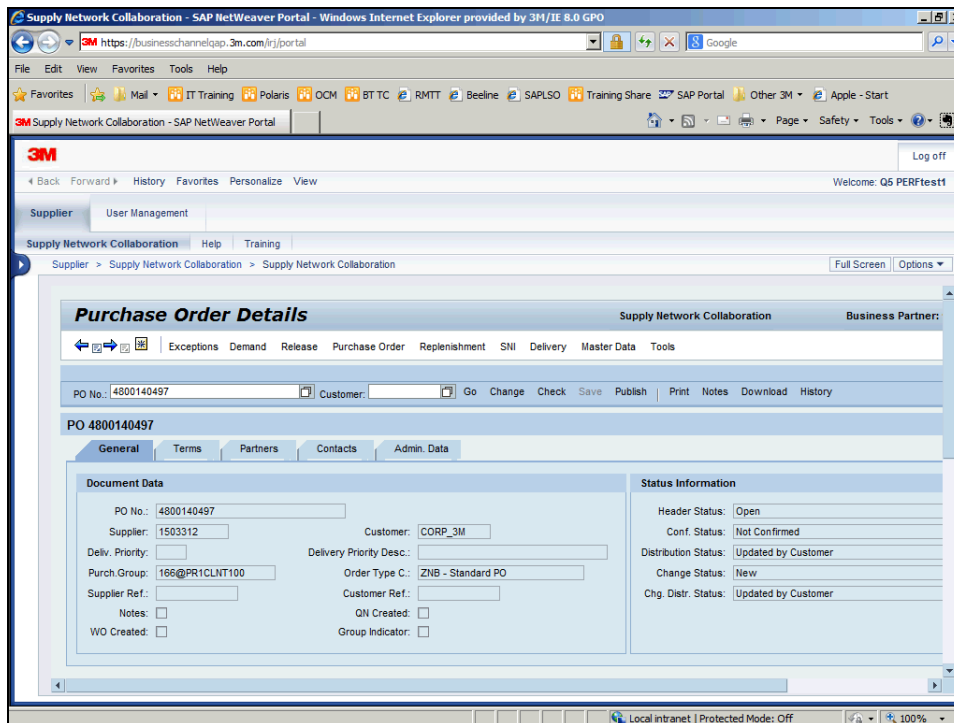 Supply Network Collaboration - SAP NetWeaver Portal - Windows Internet Explorer provided by 3M/IE 8.0 GPO
3M https://businesschannelqap.3m.com/irj/portal
Google
File Edit View Favorites Tools Help
Favorites Mail IT Training Polaris OCM BT TC RMTT Beeline SAPLSO Training Share SAP Portal Other 3M Apple - Start
3M Supply Network Collaboration - SAP NetWeaver Portal
Page Safety Tools
3M
Log off
Back Forward History Favorites Personalize View
Welcome: Q5 PERFtest1
Supplier User Management
Supply Network Collaboration Help Training
Supplier > Supply Network Collaboration > Supply Network Collaboration
Full Screen Options
Purchase Order Details
Supply Network Collaboration Business Partner:
Exceptions Demand Release Purchase Order Replenishment SNI Delivery Master Data Tools
PO No.: 4800140497 Customer: Go Change Check Save Publish | Print Notes Download History
PO 4800140497
General Terms Partners Contacts Admin. Data
Document Data
PO No.: 4800140497
Supplier: 1503312 Customer: CORP_3M
Deliv. Priority: Delivery Priority Desc.:
Purch.Group: 166@PR1CLNT100 Order Type C.: ZNB - Standard PO
Supplier Ref.: Customer Ref.:
Notes: QN Created:
WO Created: Group Indicator:
Status Information
Header Status: Open
Conf. Status: Not Confirmed
Distribution Status: Updated by Customer
Change Status: New
Chg. Distr. Status: Updated by Customer
Local intranet | Protected Mode: Off
100%